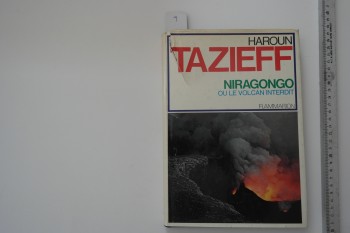 HAROUN
TAZIEFF
NIRAGONGO
OU LE VOLCAN INTERDIT
FLAMMARION